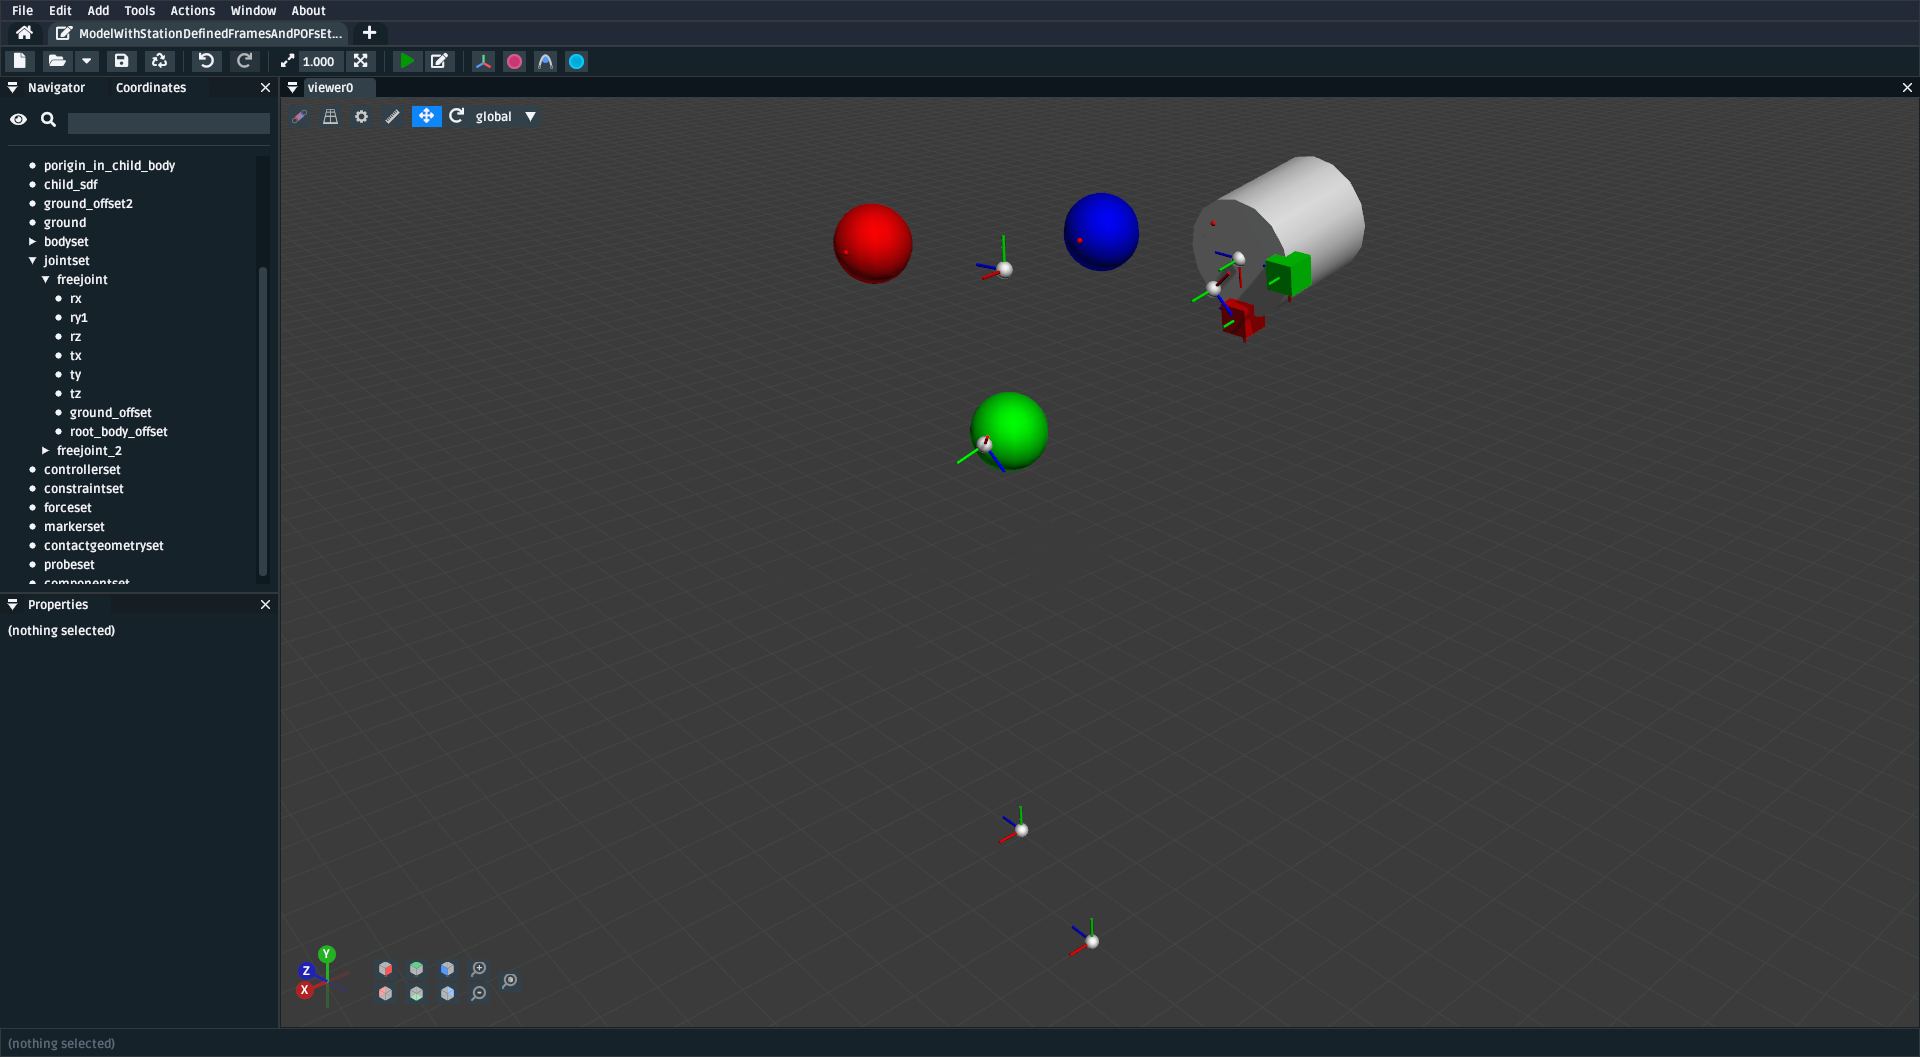 File Edit Add Tools Actions Window About
ModelWithStationDefinedFramesAndPOFsEt...
1.000
Navigator Coordinates
viewer0
global
porigin_in_child_body
child_sdf
ground_offset2
ground
bodyset
jointset
freejoint
rx
ry1
rz
tx
ty
tz
ground_offset
root_body_offset
freejoint_2
controllerset
constraintset
forceset
markerset
contactgeometryset
probeset
componentset
Properties
(nothing selected)
Y
Z
X
(nothing selected)